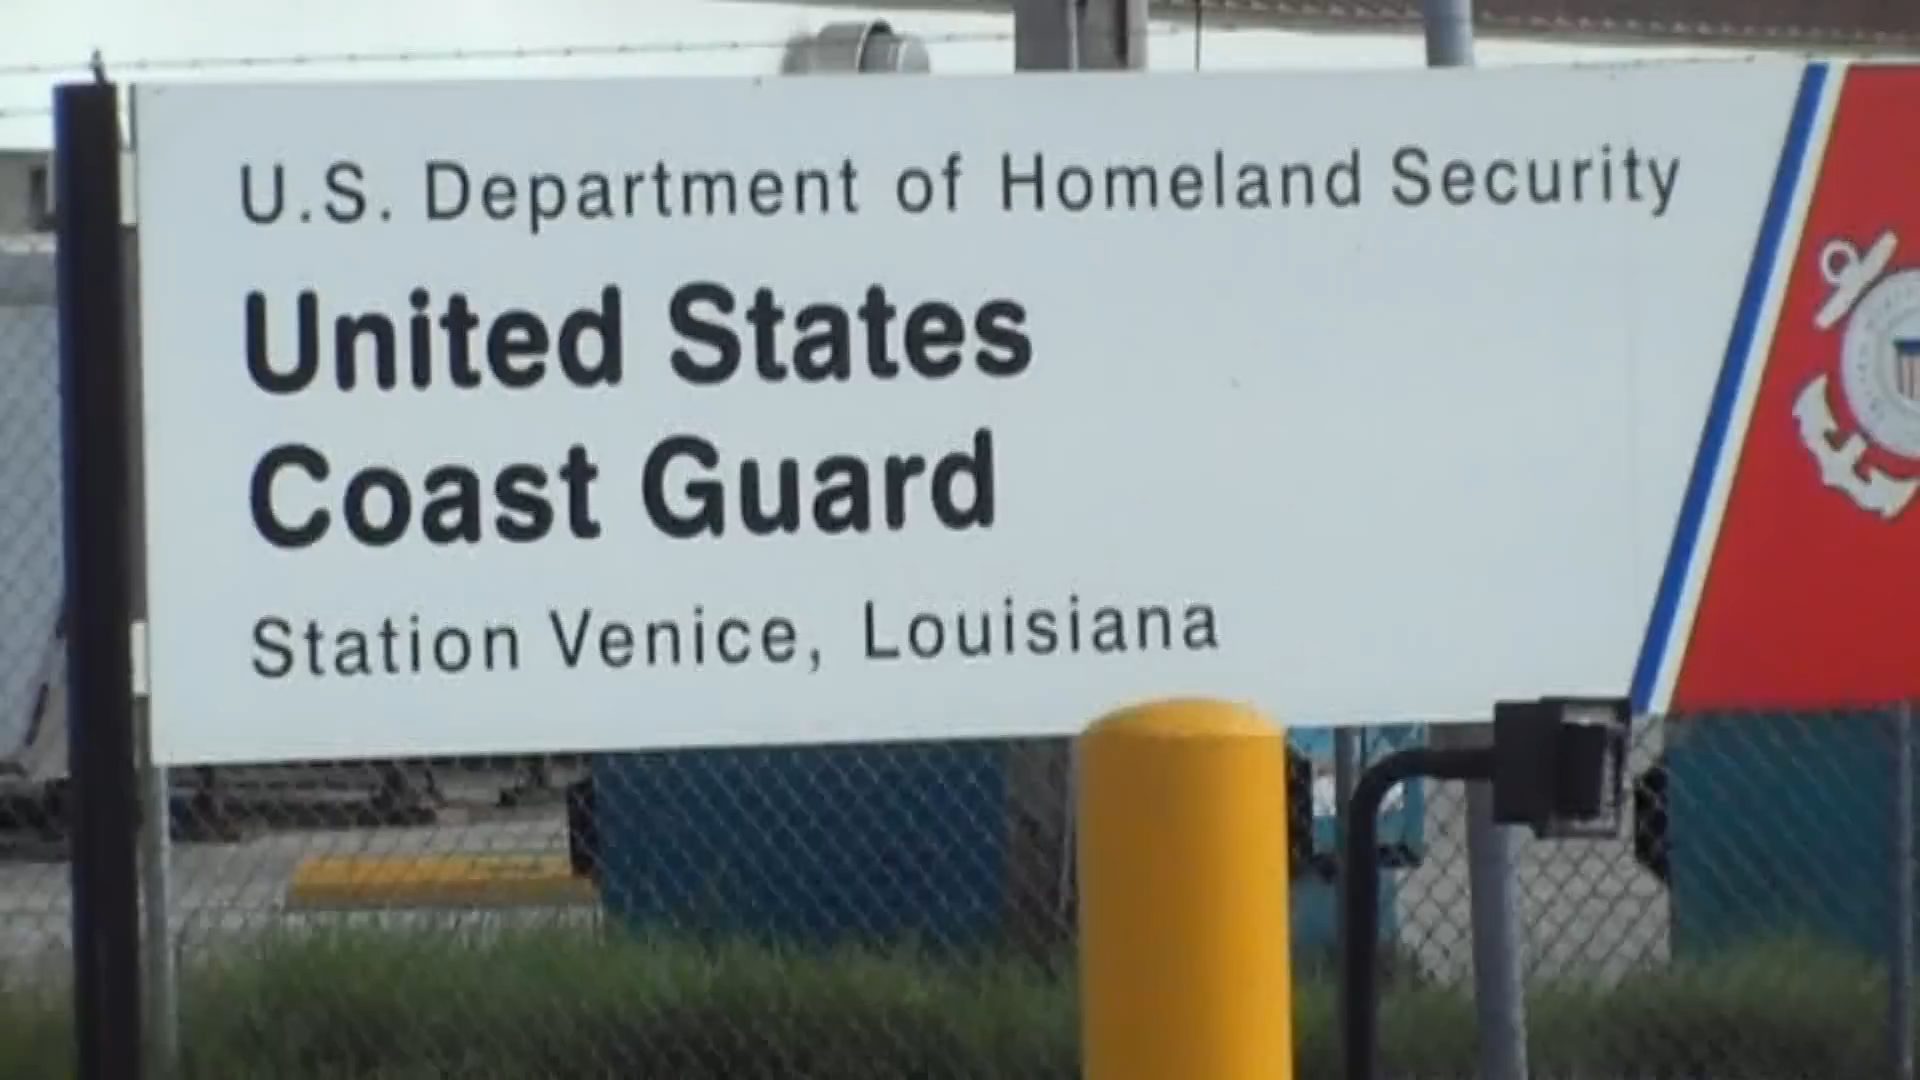 U.S. Department of Homeland Security
United States
Coast Guard
Station Venice, Louisiana